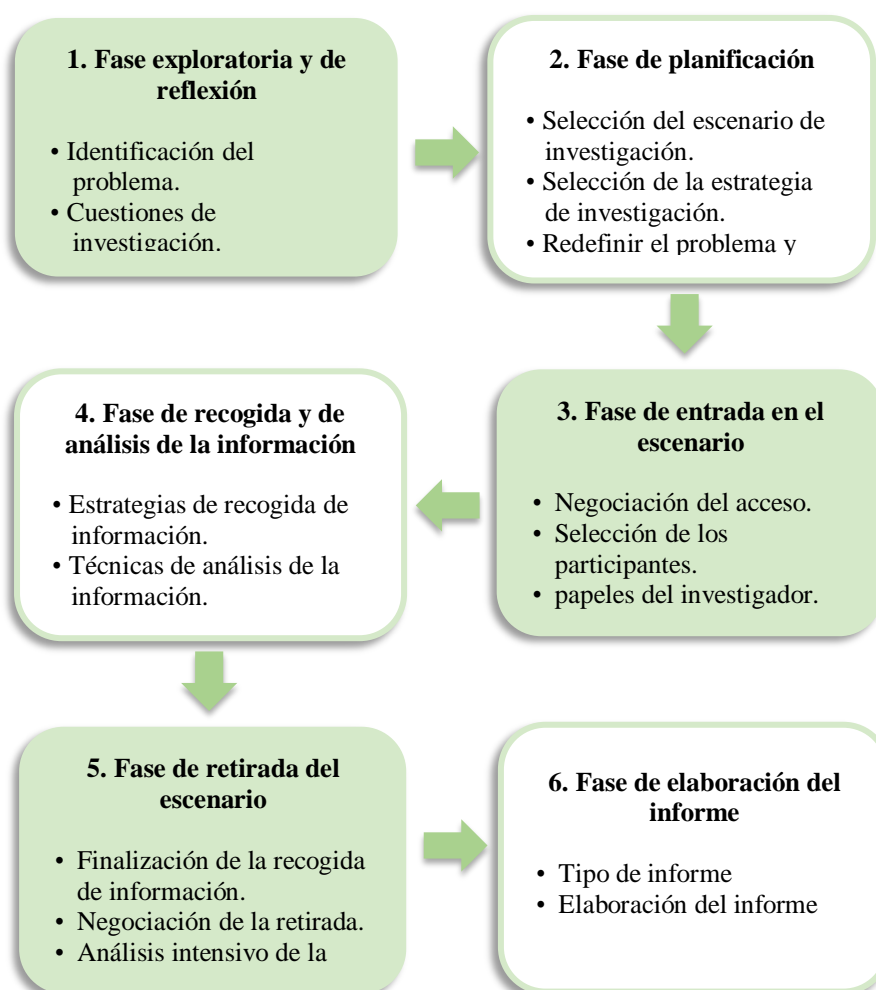 1. Fase exploratoria y de
reflexión
• Identificación del
problema.
• Cuestiones de
investigación.
2. Fase de planificación
• Selección del escenario de
investigación.
• Selección de la estrategia
de investigación.
• Redefinir el problema y
3. Fase de entrada en el
escenario
• Negociación del acceso.
• Selección de los
participantes.
• papeles del investigador.
4. Fase de recogida y de
análisis de la información
• Estrategias de recogida de
información.
• Técnicas de análisis de la
información.
5. Fase de retirada del
escenario
• Finalización de la recogida
de información.
• Negociación de la retirada.
• Análisis intensivo de la
6. Fase de elaboración del
informe
• Tipo de informe
• Elaboración del informe